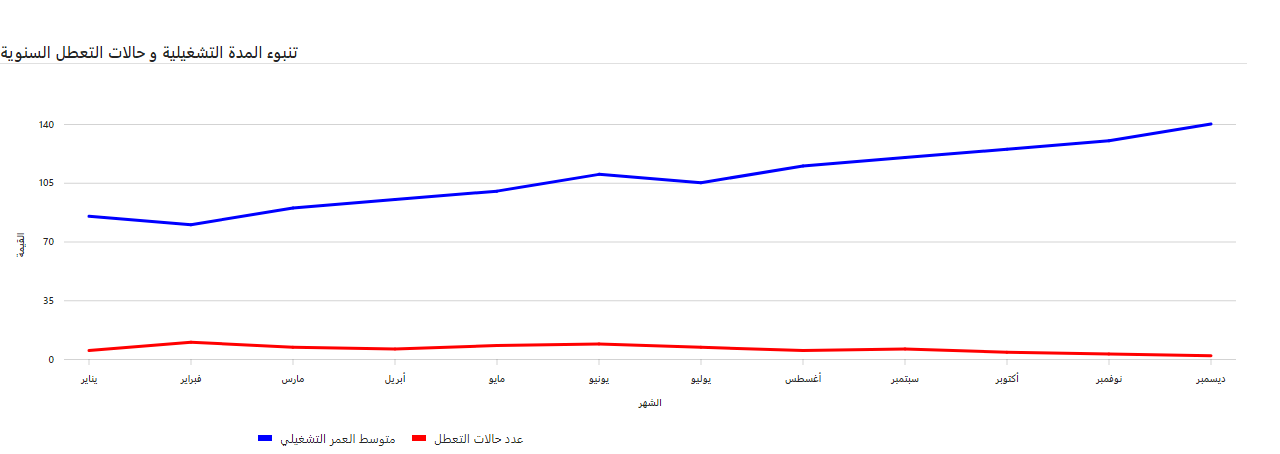 تنبوء المدة التشغيلية و حالات التعطل السنوية
140
105
70
35
0
القيمة
يناير فبراير مارس أبريل مايو يونيو يوليو أغسطس سبتمبر أكتوبر نوفمبر ديسمبر
الشهر
متوسط العمر التشغيلي عدد حالات التعطل